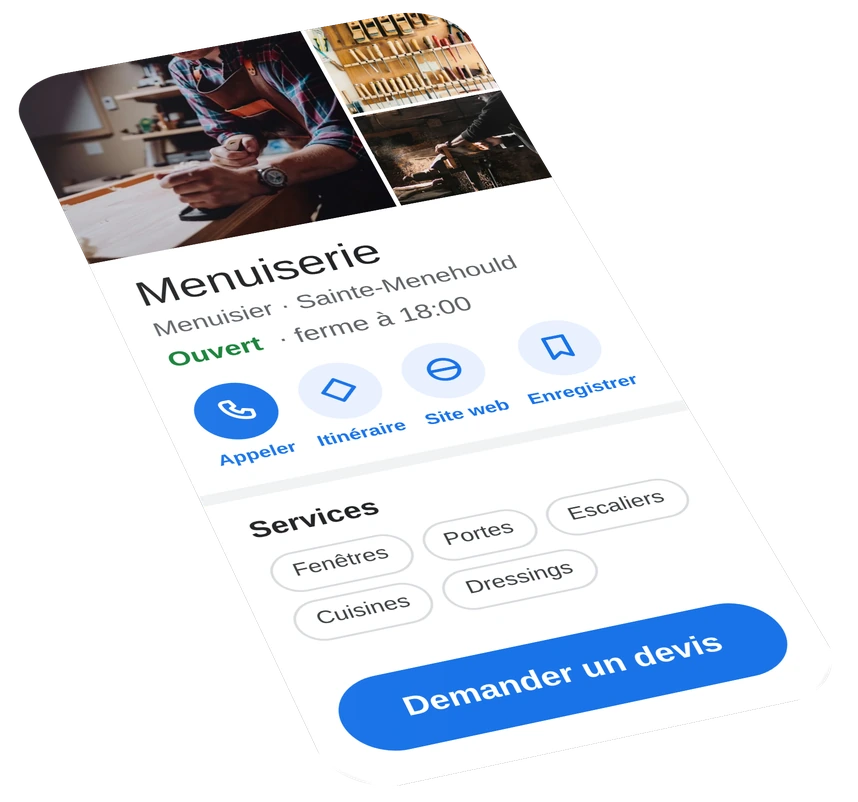 Menuiserie
Menuisier · Sainte-Menehould
Ouvert · ferme à 18:00
Appeler Itinéraire Site web Enregistrer
Services
Fenêtres Portes Escaliers
Cuisines Dressings
Demander un devis